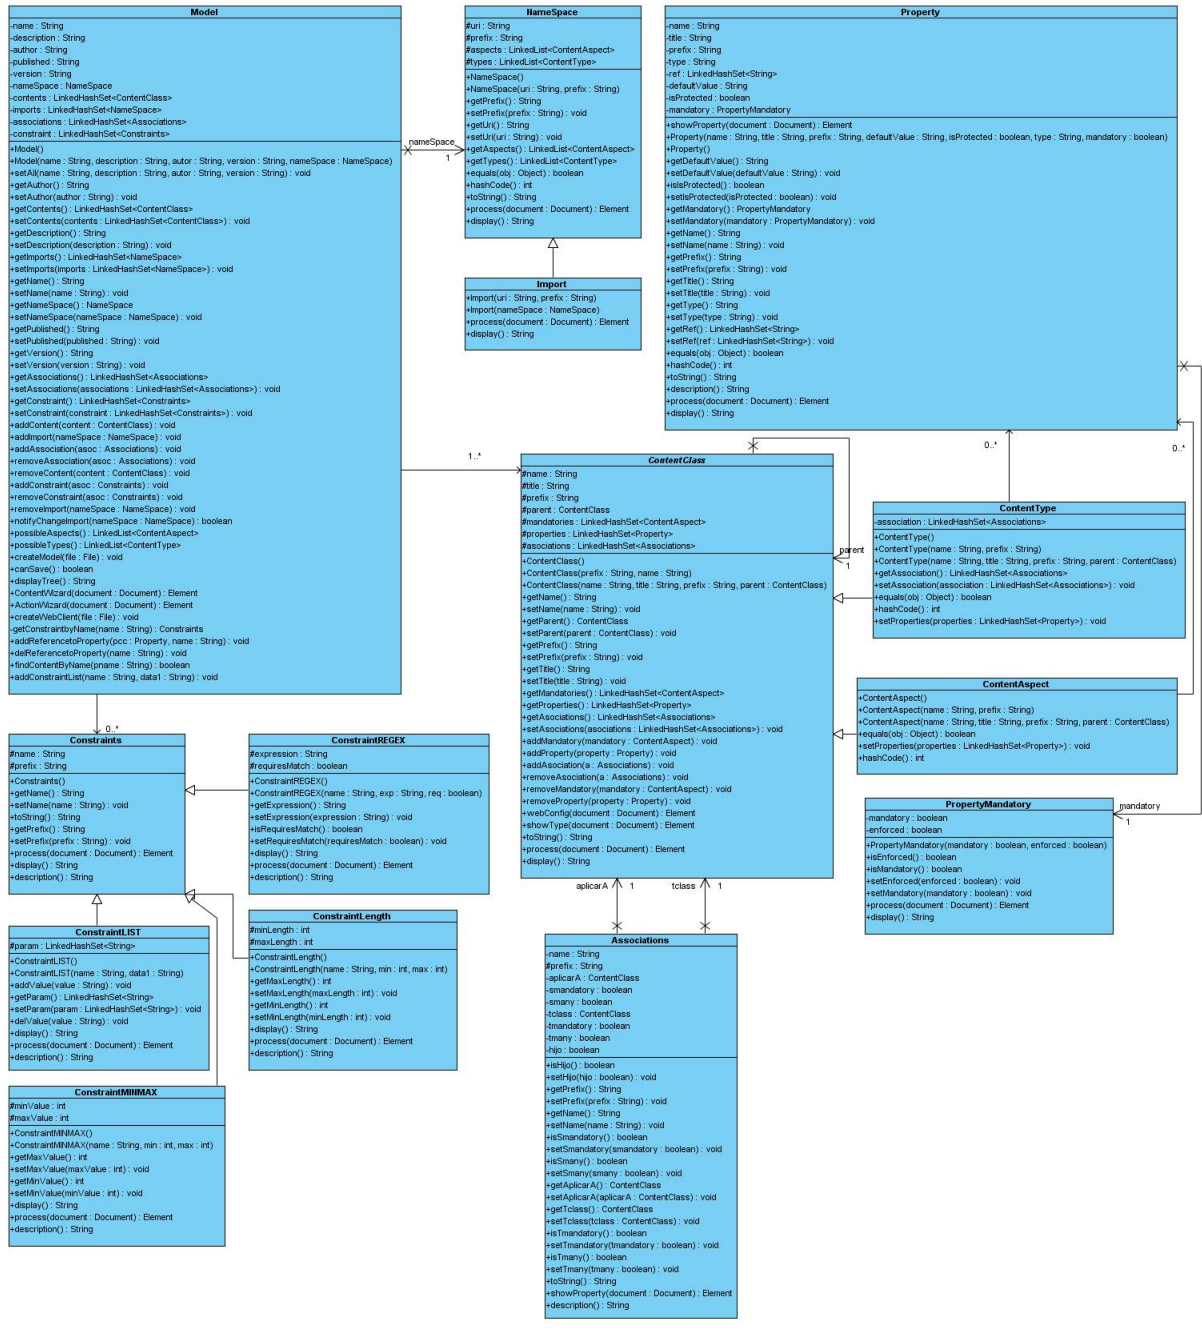 Model
-name : String
-description : String
-author : String
-published : String
-version : String
-nameSpace : NameSpace
-contents : LinkedHashSet<ContentClass>
-imports : LinkedHashSet<NameSpace>
-associations : LinkedHashSet<Associations>
-constraint : LinkedHashSet<Constraints>
+Model()
+Model(name : String, description : String, autor : String, version : String, nameSpace : NameSpace)
+setAll(name : String, description : String, autor : String, version : String) : void
+getAuthor() : String
+setAuthor(author : String) : void
+getContents() : LinkedHashSet<ContentClass>
+setContents(contents : LinkedHashSet<ContentClass>) : void
+getDescription() : String
+setDescription(description : String) : void
+getImports() : LinkedHashSet<NameSpace>
+setImports(imports : LinkedHashSet<NameSpace>) : void
+getName() : String
+setName(name : String) : void
+getNameSpace() : NameSpace
+setNameSpace(nameSpace : NameSpace) : void
+getPublished() : String
+setPublished(published : String) : void
+getVersion() : String
+setVersion(version : String) : void
+getAssociations() : LinkedHashSet<Associations>
+setAssociations(associations : LinkedHashSet<Associations>) : void
+getConstraint() : LinkedHashSet<Constraints>
+setConstraint(constraint : LinkedHashSet<Constraints>) : void
+addContent(content : ContentClass) : void
+addImport(nameSpace : NameSpace) : void
+addAssociation(asoc : Associations) : void
+removeAssociation(asoc : Associations) : void
+removeContent(content : ContentClass) : void
+addConstraint(asoc : Constraints) : void
+removeConstraint(asoc : Constraints) : void
+removeImport(nameSpace : NameSpace) : void
+notifyChangeImport(nameSpace : NameSpace) : boolean
+possibleAspects() : LinkedList<ContentAspect>
+possibleTypes() : LinkedList<ContentType>
+createModel(file : File) : void
+canSave() : boolean
+displayTree() : String
+ContentWizard(document : Document) : Element
+ActionWizard(document : Document) : Element
+createWebClient(file : File) : void
-getConstraintbyName(name : String) : Constraints
+addReferencetoProperty(pcc : Property, name : String) : void
+delReferencetoProperty(name : String) : void
+findContentByName(pname : String) : boolean
+addConstraintList(name : String, data1 : String) : void
nameSpace
1
NameSpace
#uri : String
#prefix : String
#aspects : LinkedList<ContentAspect>
#types : LinkedList<ContentType>
+NameSpace()
+NameSpace(uri : String, prefix : String)
+getPrefix() : String
+setPrefix(prefix : String) : void
+getUri() : String
+setUri(uri : String) : void
+getAspects() : LinkedList<ContentAspect>
+getTypes() : LinkedList<ContentType>
+equals(obj : Object) : boolean
+hashCode() : int
+toString() : String
+process(document : Document) : Element
+display() : String
Import
+Import(uri : String, prefix : String)
+Import(nameSpace : NameSpace)
+process(document : Document) : Element
+display() : String
Property
-name : String
-title : String
-prefix : String
-type : String
-ref : LinkedHashSet<String>
-defaultValue : String
-isProtected : boolean
-mandatory : PropertyMandatory
+showProperty(document : Document) : Element
+Property(name : String, title : String, prefix : String, defaultValue : String, isProtected : boolean, type : String, mandatory : boolean)
+Property()
+getDefaultValue() : String
+setDefaultValue(defaultValue : String) : void
+isIsProtected() : boolean
+setIsProtected(isProtected : boolean) : void
+getMandatory() : PropertyMandatory
+setMandatory(mandatory : PropertyMandatory) : void
+getName() : String
+setName(name : String) : void
+getPrefix() : String
+setPrefix(prefix : String) : void
+getTitle() : String
+setTitle(title : String) : void
+getType() : String
+setType(type : String) : void
+getRef() : LinkedHashSet<String>
+setRef(ref : LinkedHashSet<String>) : void
+equals(obj : Object) : boolean
+hashCode() : int
+toString() : String
+description() : String
+process(document : Document) : Element
+display() : String
0..*
0..*
1..*
ContentClass
#name : String
#title : String
#prefix : String
#parent : ContentClass
#mandatories : LinkedHashSet<ContentAspect>
#properties : LinkedHashSet<Property>
#asociations : LinkedHashSet<Associations>
+ContentClass()
+ContentClass(prefix : String, name : String)
+ContentClass(name : String, title : String, prefix : String, parent : ContentClass)
+getName() : String
+setName(name : String) : void
+getParent() : ContentClass
+setParent(parent : ContentClass) : void
+getPrefix() : String
+setPrefix(prefix : String) : void
+getTitle() : String
+setTitle(title : String) : void
+getMandatories() : LinkedHashSet<ContentAspect>
+getProperties() : LinkedHashSet<Property>
+getAsociations() : LinkedHashSet<Associations>
+setAsociations(asociations : LinkedHashSet<Associations>) : void
+addMandatory(mandatory : ContentAspect) : void
+addProperty(property : Property) : void
+addAsociation(a : Associations) : void
+removeAsociation(a : Associations) : void
+removeMandatory(mandatory : ContentAspect) : void
+removeProperty(property : Property) : void
+webConfig(document : Document) : Element
+showType(document : Document) : Element
+toString() : String
+process(document : Document) : Element
+display() : String
parent
1
ContentType
-association : LinkedHashSet<Associations>
+ContentType()
+ContentType(name : String, prefix : String)
+ContentType(name : String, title : String, prefix : String, parent : ContentClass)
+getAssociation() : LinkedHashSet<Associations>
+setAssociation(association : LinkedHashSet<Associations>) : void
+equals(obj : Object) : boolean
+hashCode() : int
+setProperties(properties : LinkedHashSet<Property>) : void
ContentAspect
+ContentAspect()
+ContentAspect(name : String, prefix : String)
+ContentAspect(name : String, title : String, prefix : String, parent : ContentClass)
+equals(obj : Object) : boolean
+setProperties(properties : LinkedHashSet<Property>) : void
+hashCode() : int
PropertyMandatory
-mandatory : boolean
-enforced : boolean
+PropertyMandatory(mandatory : boolean, enforced : boolean)
+isEnforced() : boolean
+isMandatory() : boolean
+setEnforced(enforced : boolean) : void
+setMandatory(mandatory : boolean) : void
+process(document : Document) : Element
+display() : String
mandatory
1
0..*
Constraints
#name : String
#prefix : String
+Constraints()
+getName() : String
+setName(name : String) : void
+toString() : String
+getPrefix() : String
+setPrefix(prefix : String) : void
+process(document : Document) : Element
+display() : String
+description() : String
ConstraintREGEX
#expression : String
#requiresMatch : boolean
+ConstraintREGEX()
+ConstraintREGEX(name : String, exp : String, req : boolean)
+getExpression() : String
+setExpression(expression : String) : void
+isRequiresMatch() : boolean
+setRequiresMatch(requiresMatch : boolean) : void
+display() : String
+process(document : Document) : Element
+description() : String
ConstraintLIST
#param : LinkedHashSet<String>
+ConstraintLIST()
+ConstraintLIST(name : String, data1 : String)
+addValue(value : String) : void
+getParam() : LinkedHashSet<String>
+setParam(param : LinkedHashSet<String>) : void
+delValue(value : String) : void
+display() : String
+process(document : Document) : Element
+description() : String
ConstraintLength
#minLength : int
#maxLength : int
+ConstraintLength()
+ConstraintLength(name : String, min : int, max : int)
+getMaxLength() : int
+setMaxLength(maxLength : int) : void
+getMinLength() : int
+setMinLength(minLength : int) : void
+display() : String
+process(document : Document) : Element
+description() : String
ConstraintMINMAX
#minValue : int
#maxValue : int
+ConstraintMINMAX()
+ConstraintMINMAX(name : String, min : int, max : int)
+getMaxValue() : int
+setMaxValue(maxValue : int) : void
+getMinValue() : int
+setMinValue(minValue : int) : void
+display() : String
+process(document : Document) : Element
+description() : String
aplicarA
1
tclass
1
Associations
-name : String
#prefix : String
-aplicarA : ContentClass
-smandatory : boolean
-smany : boolean
-tclass : ContentClass
-tmandatory : boolean
-tmany : boolean
-hijo : boolean
+isHijo() : boolean
+setHijo(hijo : boolean) : void
+getPrefix() : String
+setPrefix(prefix : String) : void
+getName() : String
+setName(name : String) : void
+isSmandatory() : boolean
+setSmandatory(smandatory : boolean) : void
+isSmany() : boolean
+setSmany(smany : boolean) : void
+getAplicarA() : ContentClass
+setAplicarA(aplicarA : ContentClass) : void
+getTclass() : ContentClass
+setTclass(tclass : ContentClass) : void
+isTmandatory() : boolean
+setTmandatory(tmandatory : boolean) : void
+isTmany() : boolean
+setTmany(tmany : boolean) : void
+toString() : String
+showProperty(document : Document) : Element
+description() : String